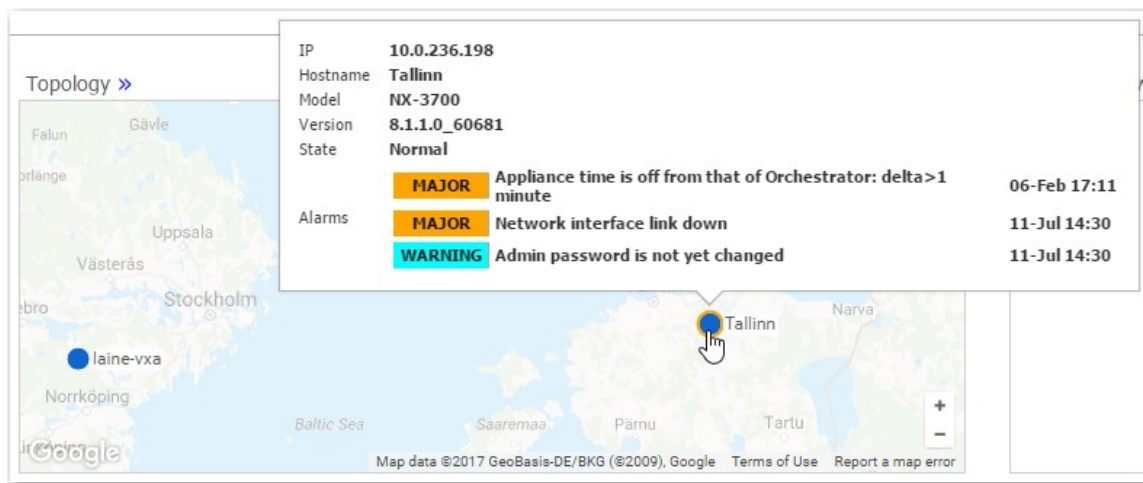 Topology »
IP 10.0.236.198
Hostname Tallinn
Model NX-3700
Version 8.1.1.0_60681
State Normal
Alarms
MAJOR Appliance time is off from that of Orchestrator: delta>1
minute 06-Feb 17:11
MAJOR Network interface link down 11-Jul 14:30
WARNING Admin password is not yet changed 11-Jul 14:30
Gävle
Falun
Uppsala
Västerås
Stockholm
Tallinn
Narva
laine-vxa
Norrköping
Baltic Sea
Saaremaa
Pärnu
Tartu
+
−
Google
Map data ©2017 GeoBasis-DE/BKG (©2009), Google Terms of Use Report a map error